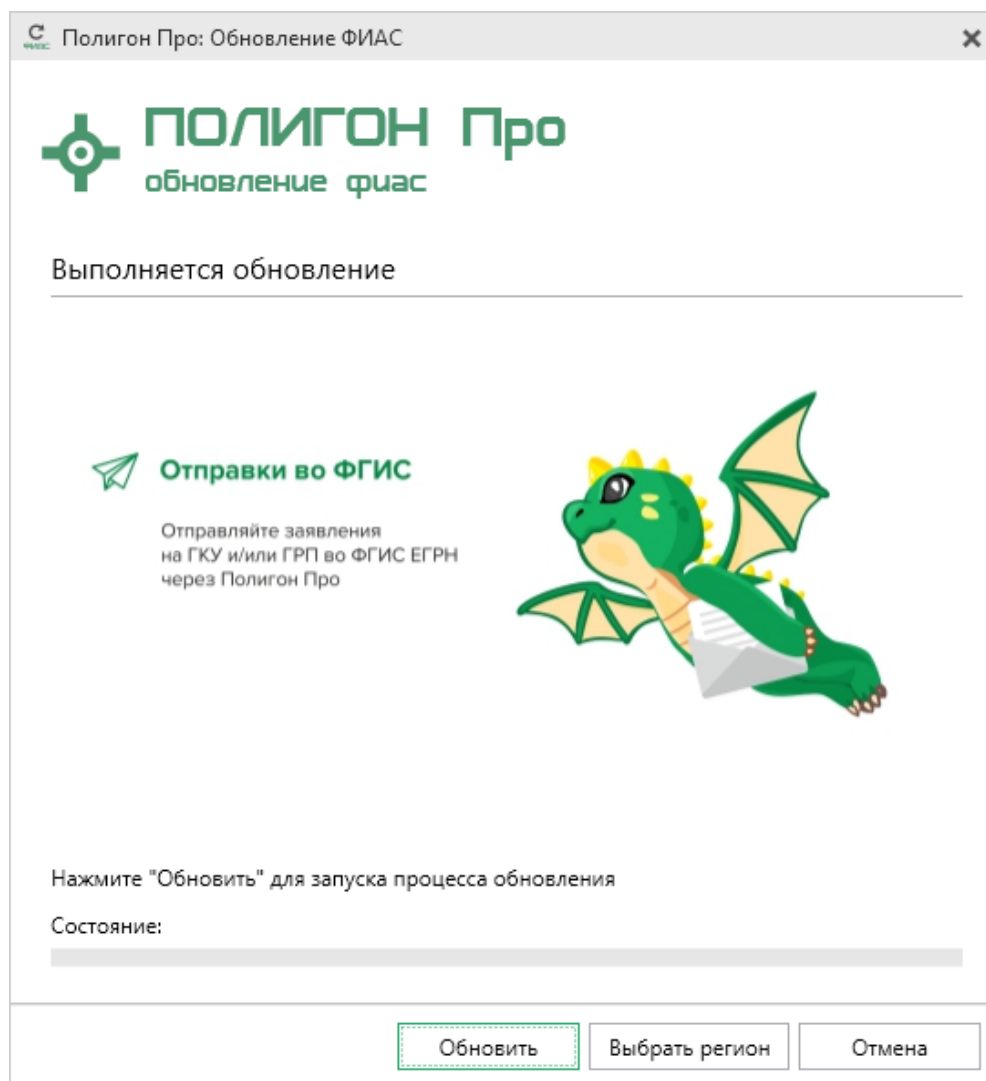 ФИАС
Полигон Про: Обновление ФИАС
ПОЛИГОН Про
обновление фиас
Выполняется обновление
Отправки во ФГИС
Отправляйте заявления
на ГКУ и/или ГРП во ФГИС ЕГРН
через Полигон Про
Нажмите "Обновить" для запуска процесса обновления
Состояние:
Обновить
Выбрать регион
Отмена